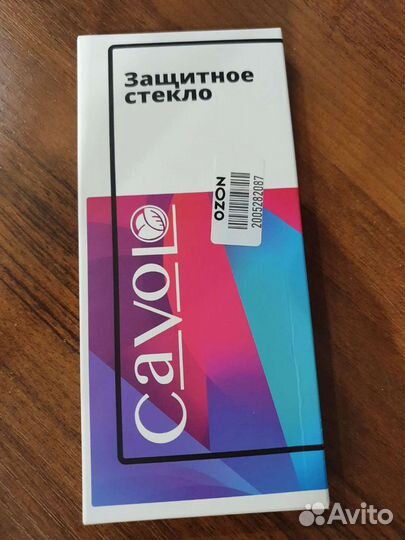 Защитное
стекло
OZON
2005282087
Cavolo
Avito